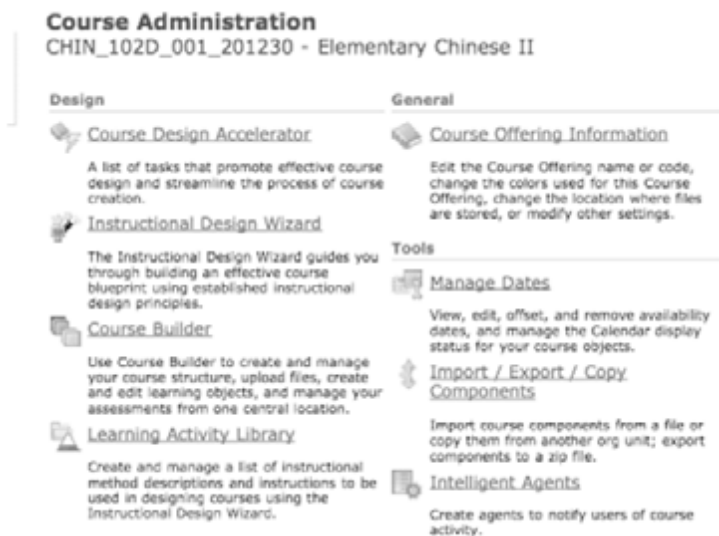 Course Administration
CHIN_102D_001_201230 - Elementary Chinese II
Design
Course Design Accelerator
A list of tasks that promote effective course
design and streamline the process of course
creation.
Instructional Design Wizard
The Instructional Design Wizard guides you
through building an effective course
blueprint using established instructional
design principles.
Course Builder
Use Course Builder to create and manage
your course structure, upload files, create
and edit learning objects, and manage your
assessments from one central location.
Learning Activity Library
Create and manage a list of instructional
method descriptions and instructions to be
used in designing courses using the
Instructional Design Wizard.
General
Course Offering Information
Edit the Course Offering name or code,
change the colors used for this Course
Offering, change the location where files
are stored, or modify other settings.
Tools
Manage Dates
View, edit, offset, and remove availability
dates, and manage the Calendar display
status for your course objects.
Import / Export / Copy
Components
Import course components from a file or
copy them from another org unit; export
components to a zip file.
Intelligent Agents
Create agents to notify users of course
activity.